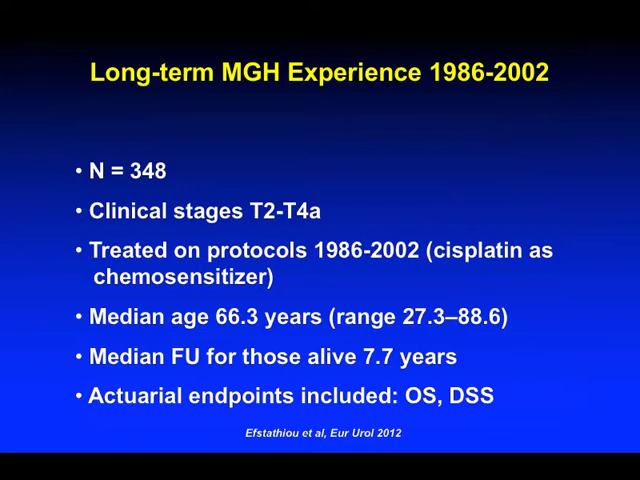 Long-term MGH Experience 1986-2002
• N = 348
• Clinical stages T2-T4a
• Treated on protocols 1986-2002 (cisplatin as
chemosensitizer)
• Median age 66.3 years (range 27.3–88.6)
• Median FU for those alive 7.7 years
• Actuarial endpoints included: OS, DSS
Efstathiou et al, Eur Urol 2012